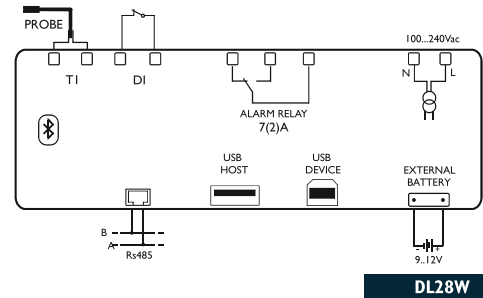 PROBE
100...240Vac
T1
DI
N
L
ALARM RELAY
7(2)A
USB
HOST
USB
DEVICE
EXTERNAL
BATTERY
B
A
Rs485
- +
9..12V
DL28W